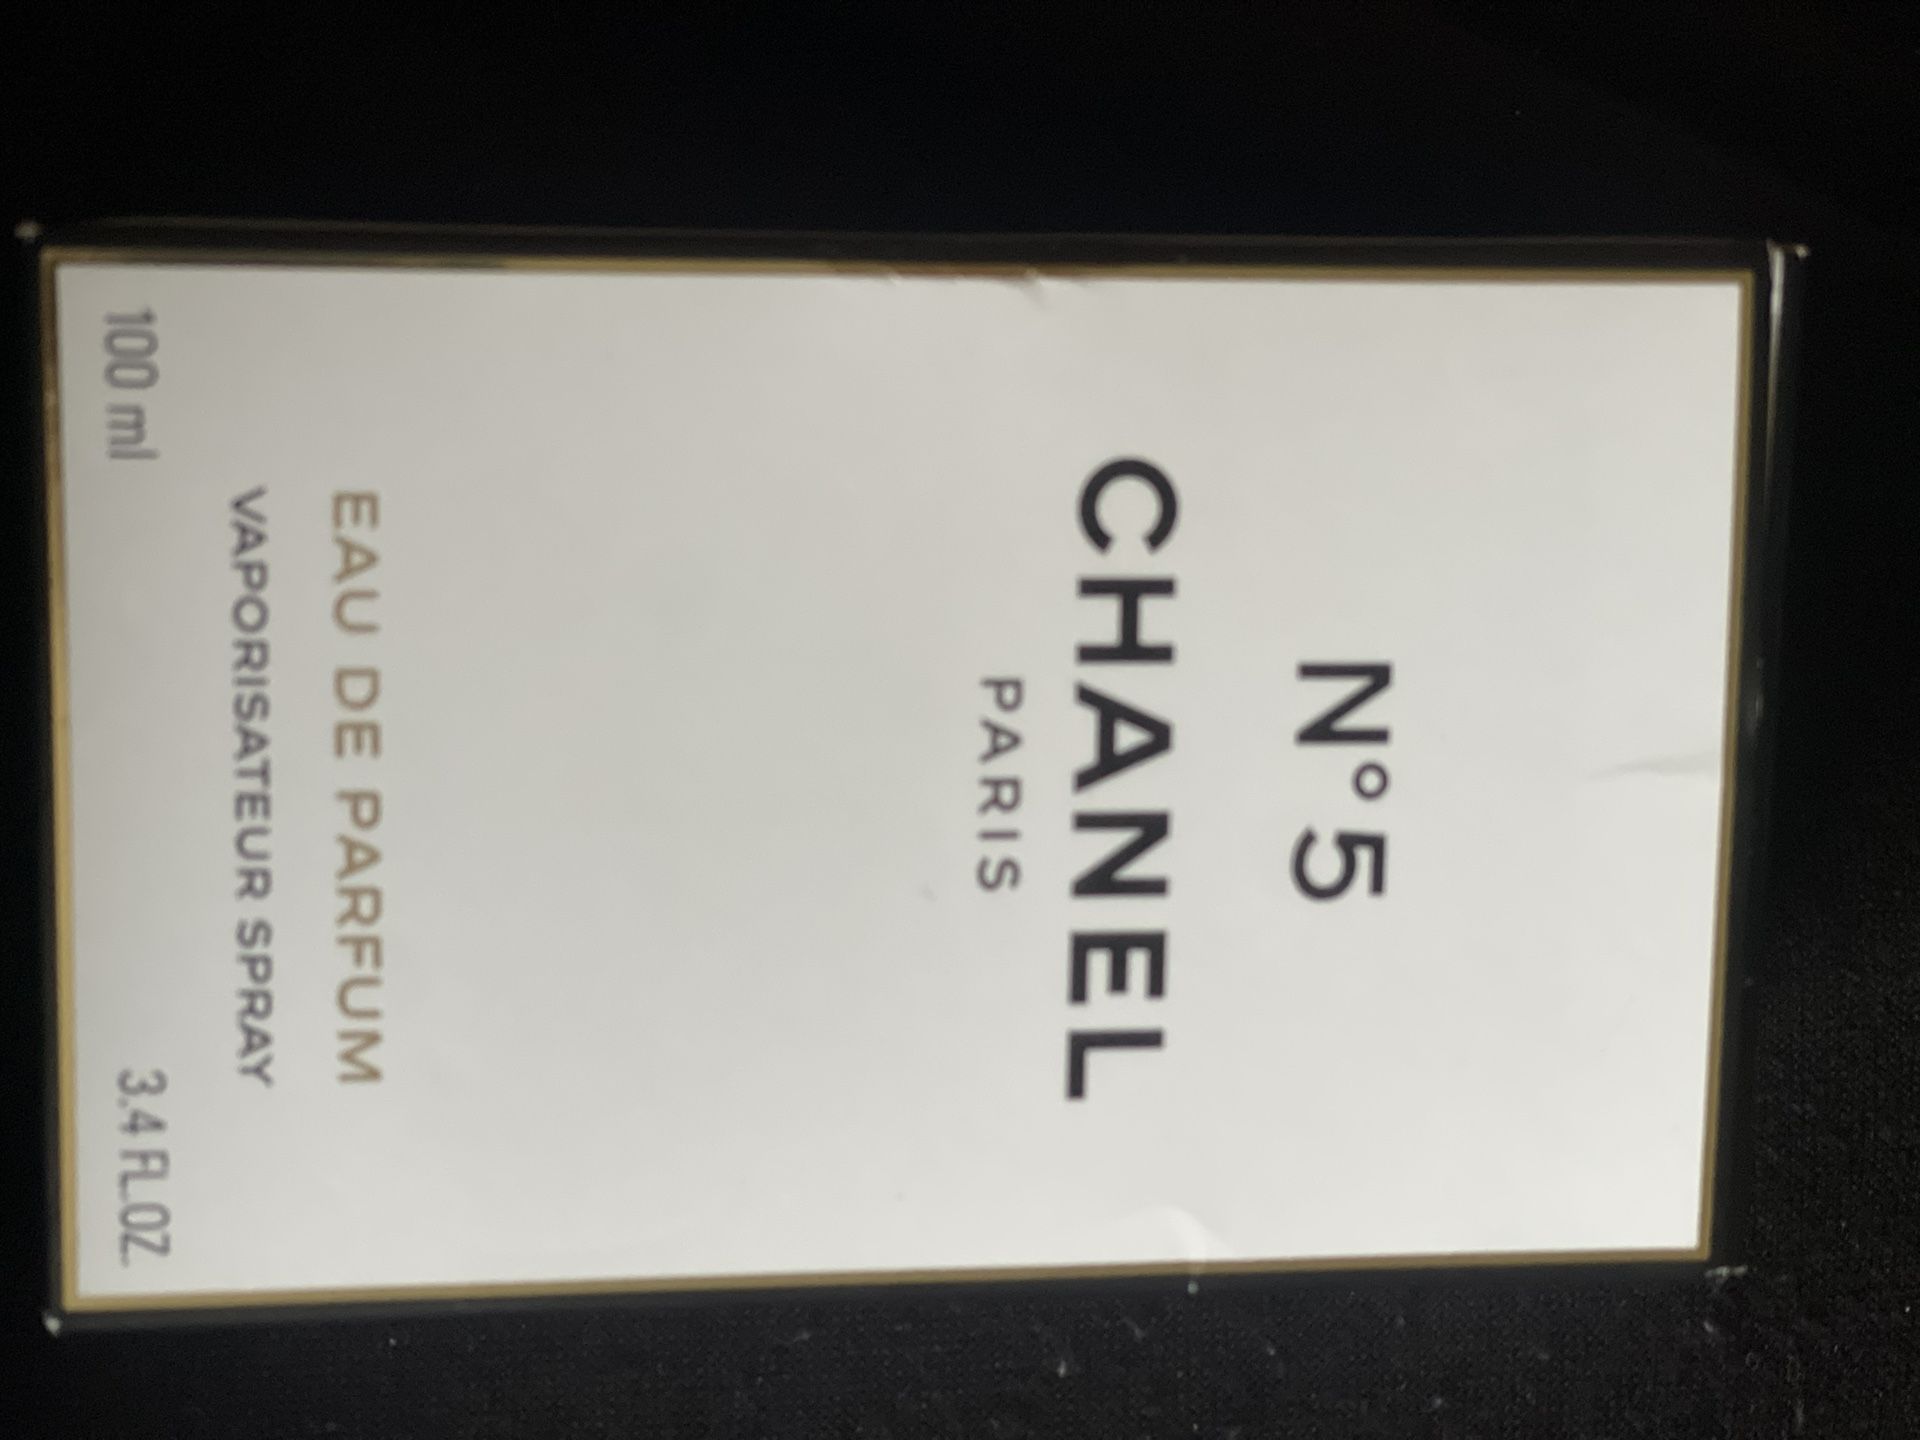 N°5
CHANEL
PARIS
EAU DE PARFUM
VAPORISATEUR SPRAY
100 ml 3.4 FL.OZ.